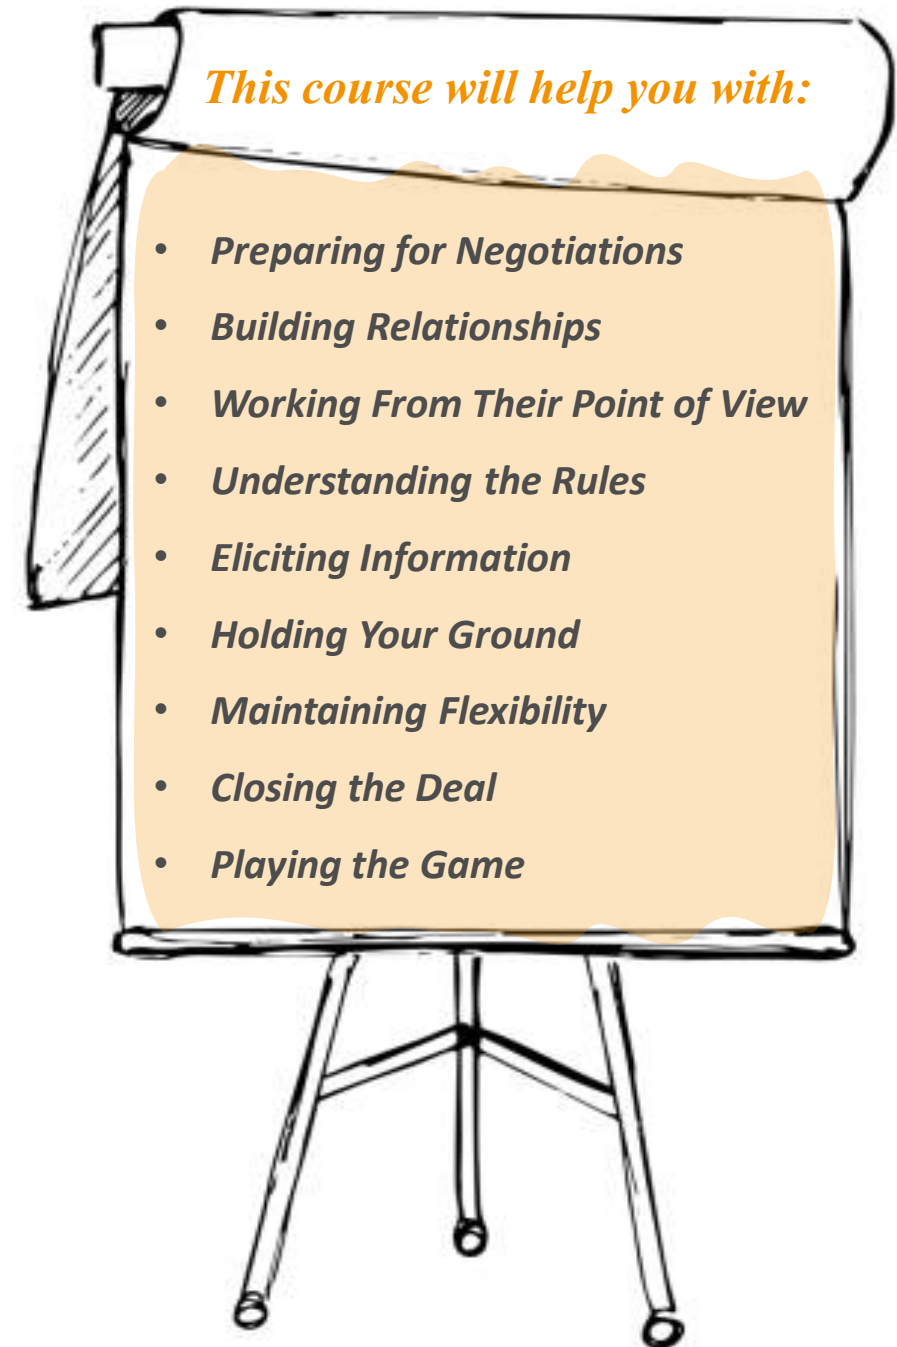 This course will help you with:
• Preparing for Negotiations
• Building Relationships
• Working From Their Point of View
• Understanding the Rules
• Eliciting Information
• Holding Your Ground
• Maintaining Flexibility
• Closing the Deal
• Playing the Game